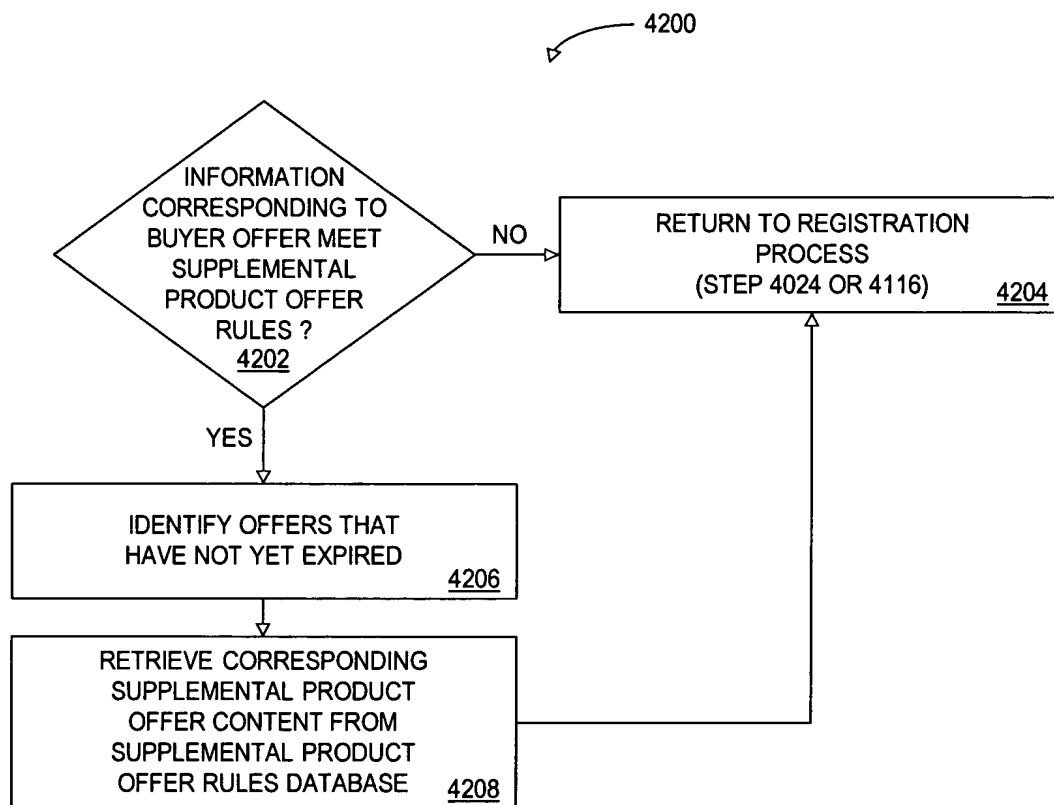 4200
INFORMATION
CORRESPONDING TO
BUYER OFFER MEET
SUPPLEMENTAL
PRODUCT OFFER
RULES ?
4202
NO
RETURN TO REGISTRATION
PROCESS
(STEP 4024 OR 4116)
4204
YES
IDENTIFY OFFERS THAT
HAVE NOT YET EXPIRED
4206
RETRIEVE CORRESPONDING
SUPPLEMENTAL PRODUCT
OFFER CONTENT FROM
SUPPLEMENTAL PRODUCT
OFFER RULES DATABASE
4208